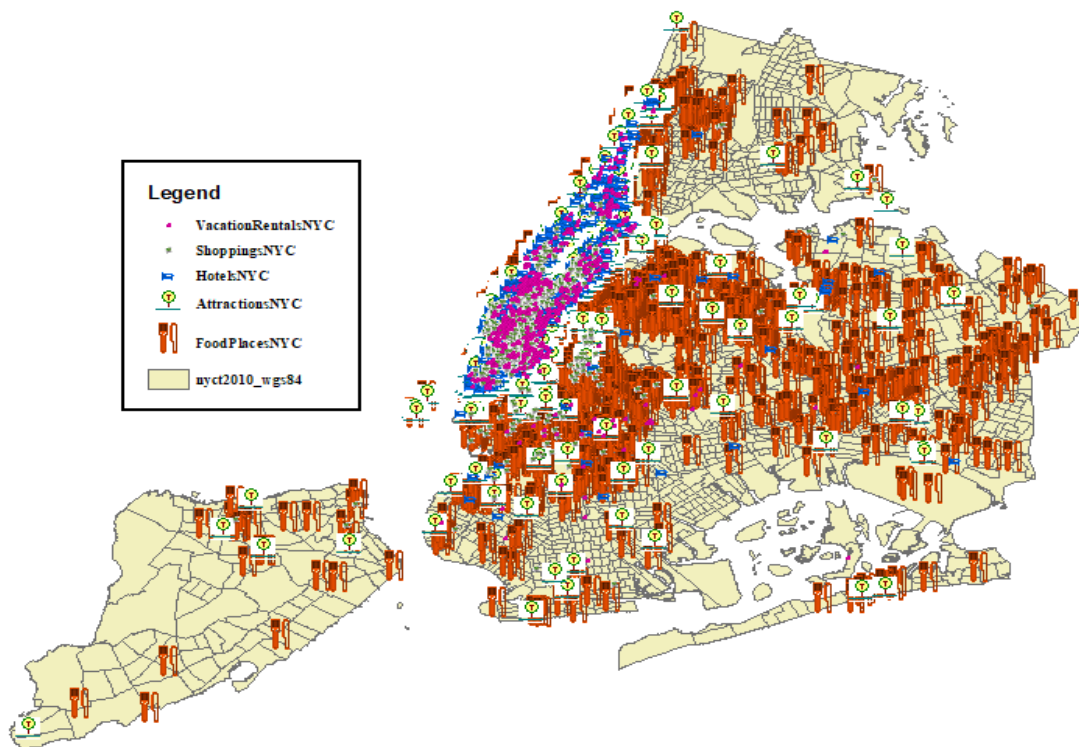 Legend
VacationRentalsNYC
ShoppingsNYC
HotelsNYC
AttractionsNYC
FoodPlacesNYC
nyct2010_wgs84